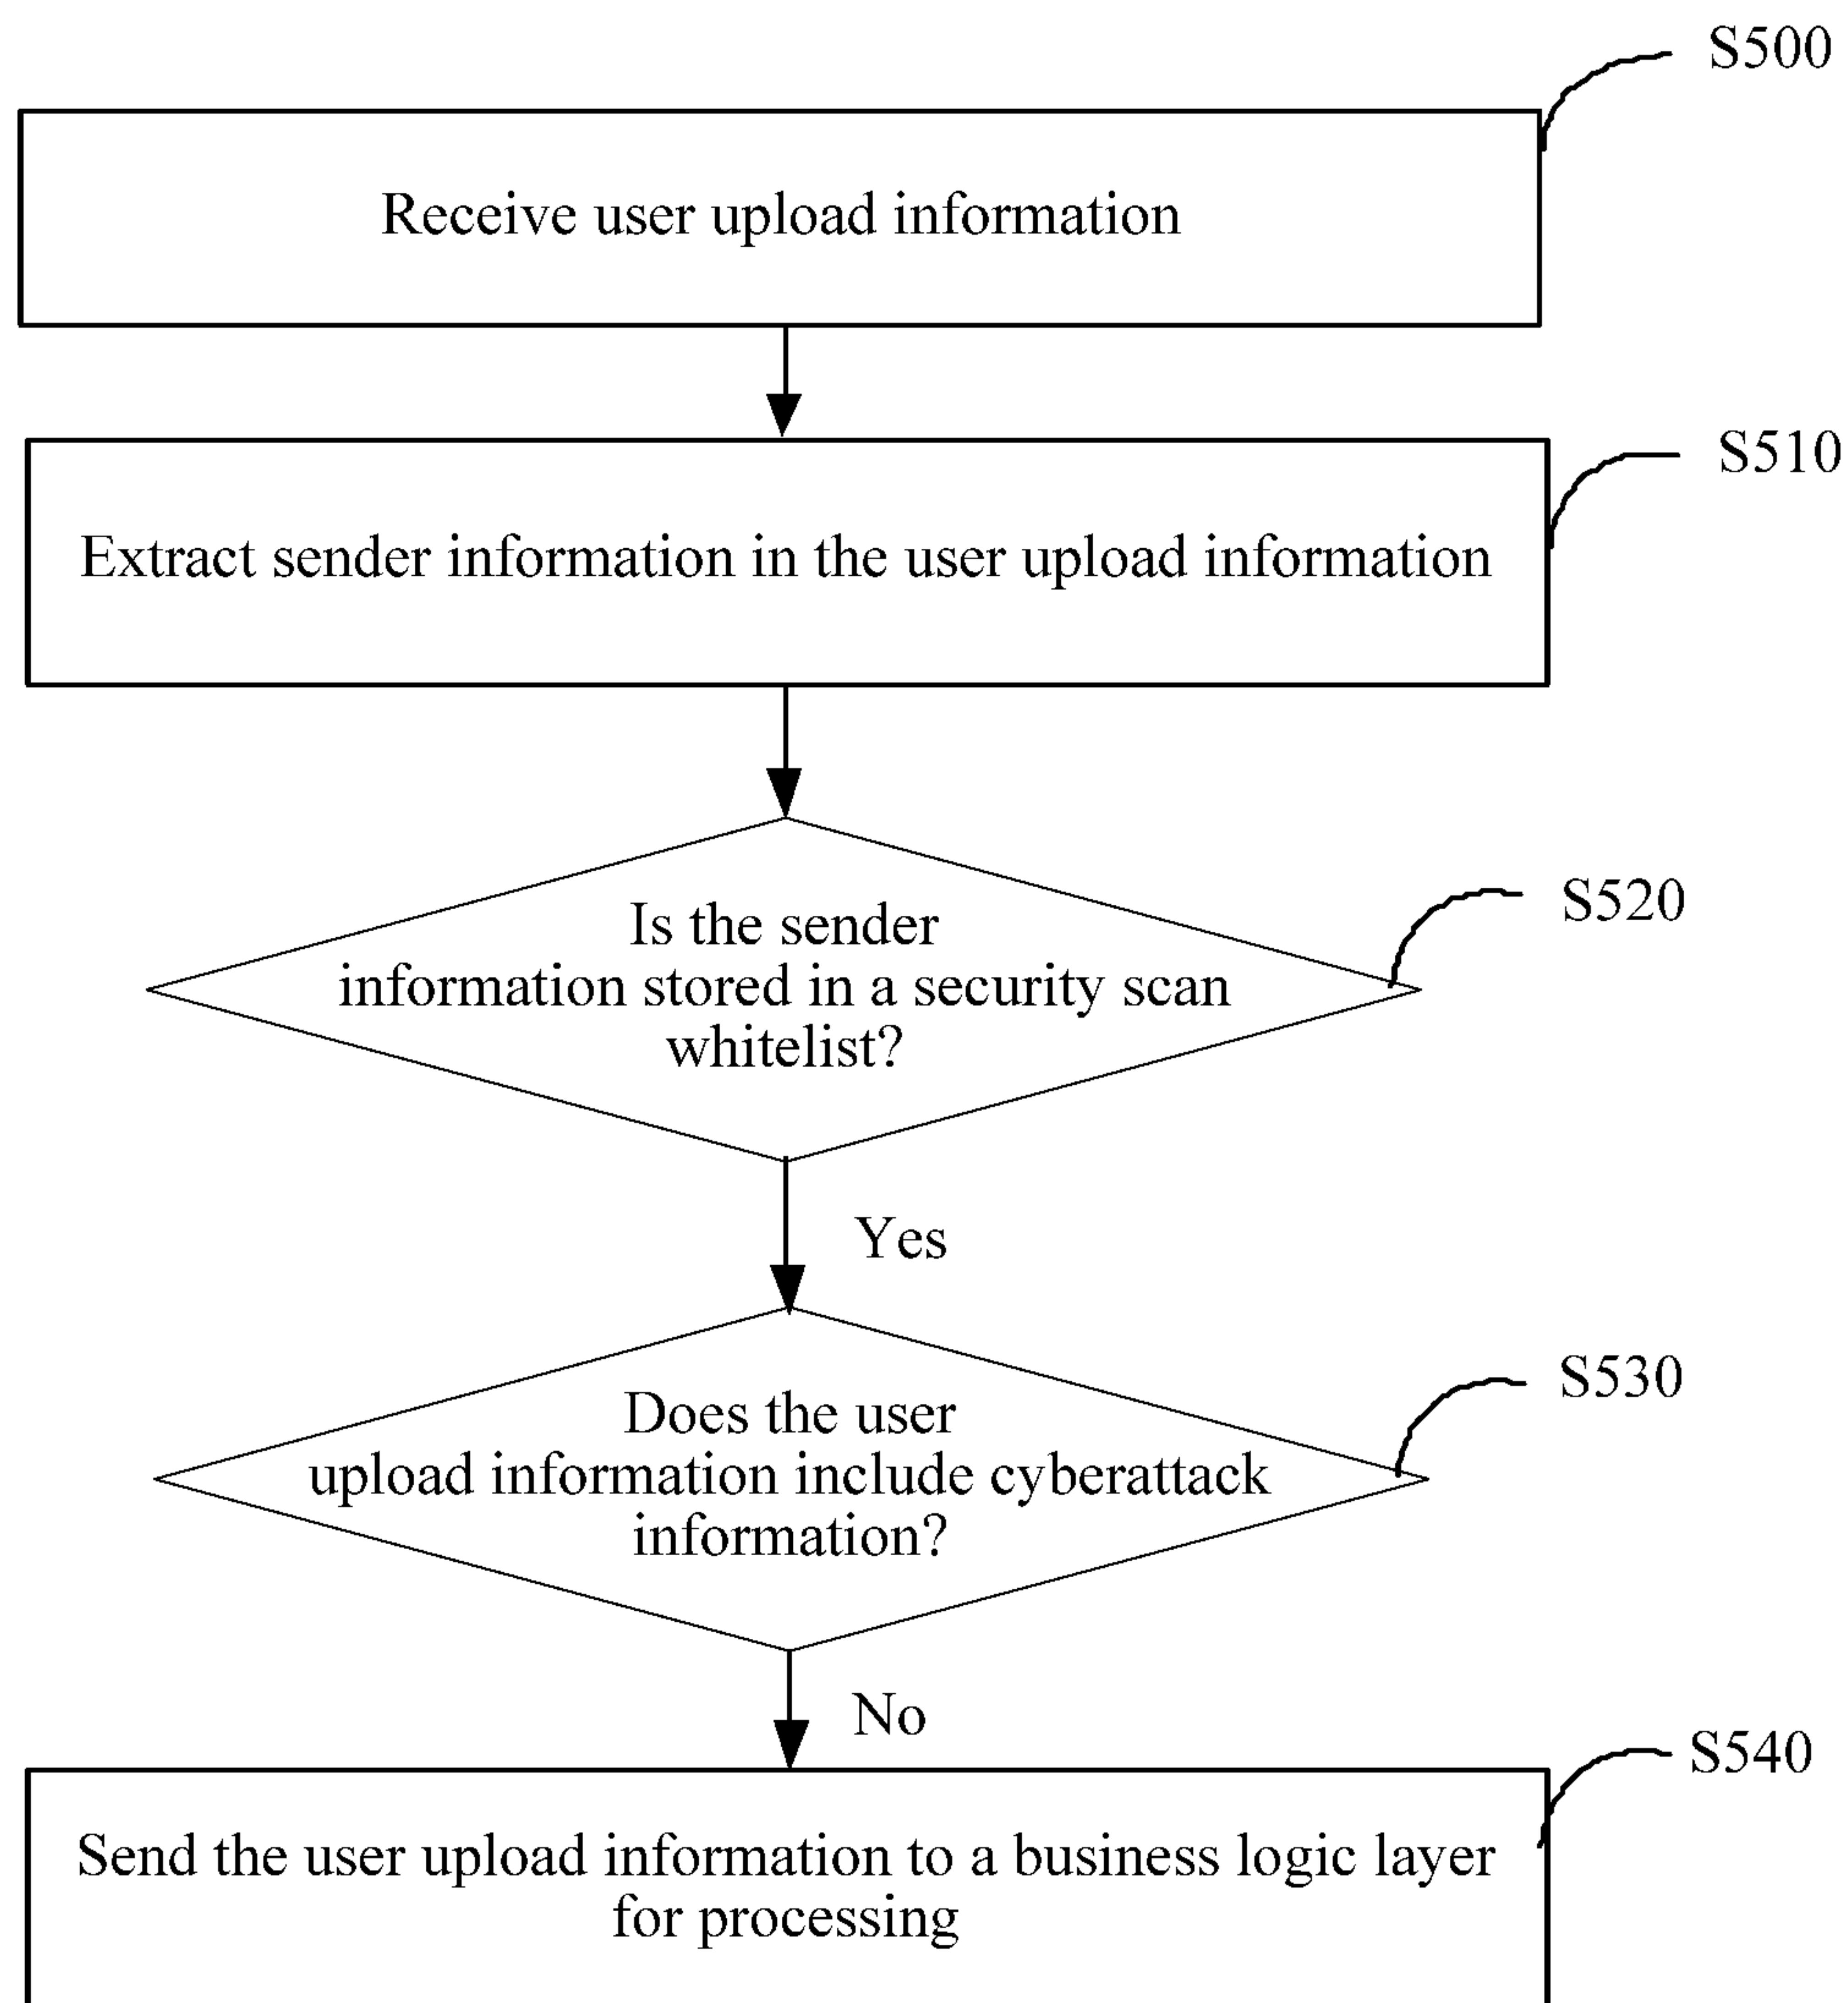 S500
Receive user upload information
S510
Extract sender information in the user upload information
S520
Is the sender
information stored in a security scan
whitelist?
Yes
S530
Does the user
upload information include cyberattack
information?
No
S540
Send the user upload information to a business logic layer
for processing